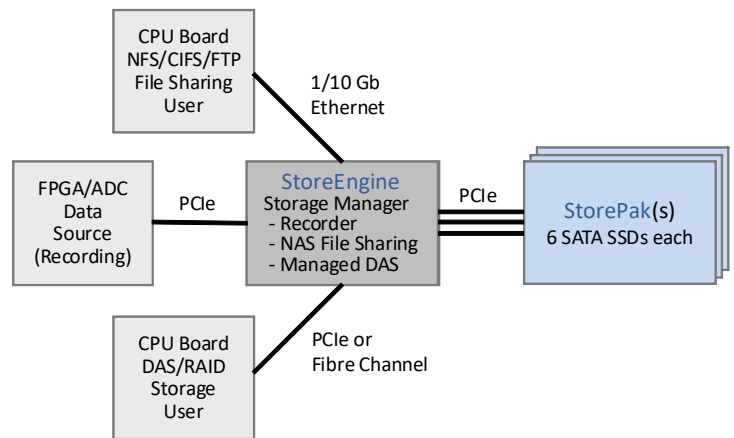 CPU Board
NFS/CIFS/FTP
File Sharing
User
1/10 Gb
Ethernet
FPGA/ADC
Data
Source
(Recording)
PCIe
StoreEngine
Storage Manager
- Recorder
- NAS File Sharing
- Managed DAS
PCIe
StorePak(s)
6 SATA SSDs each
CPU Board
DAS/RAID
Storage
User
PCIe or
Fibre Channel